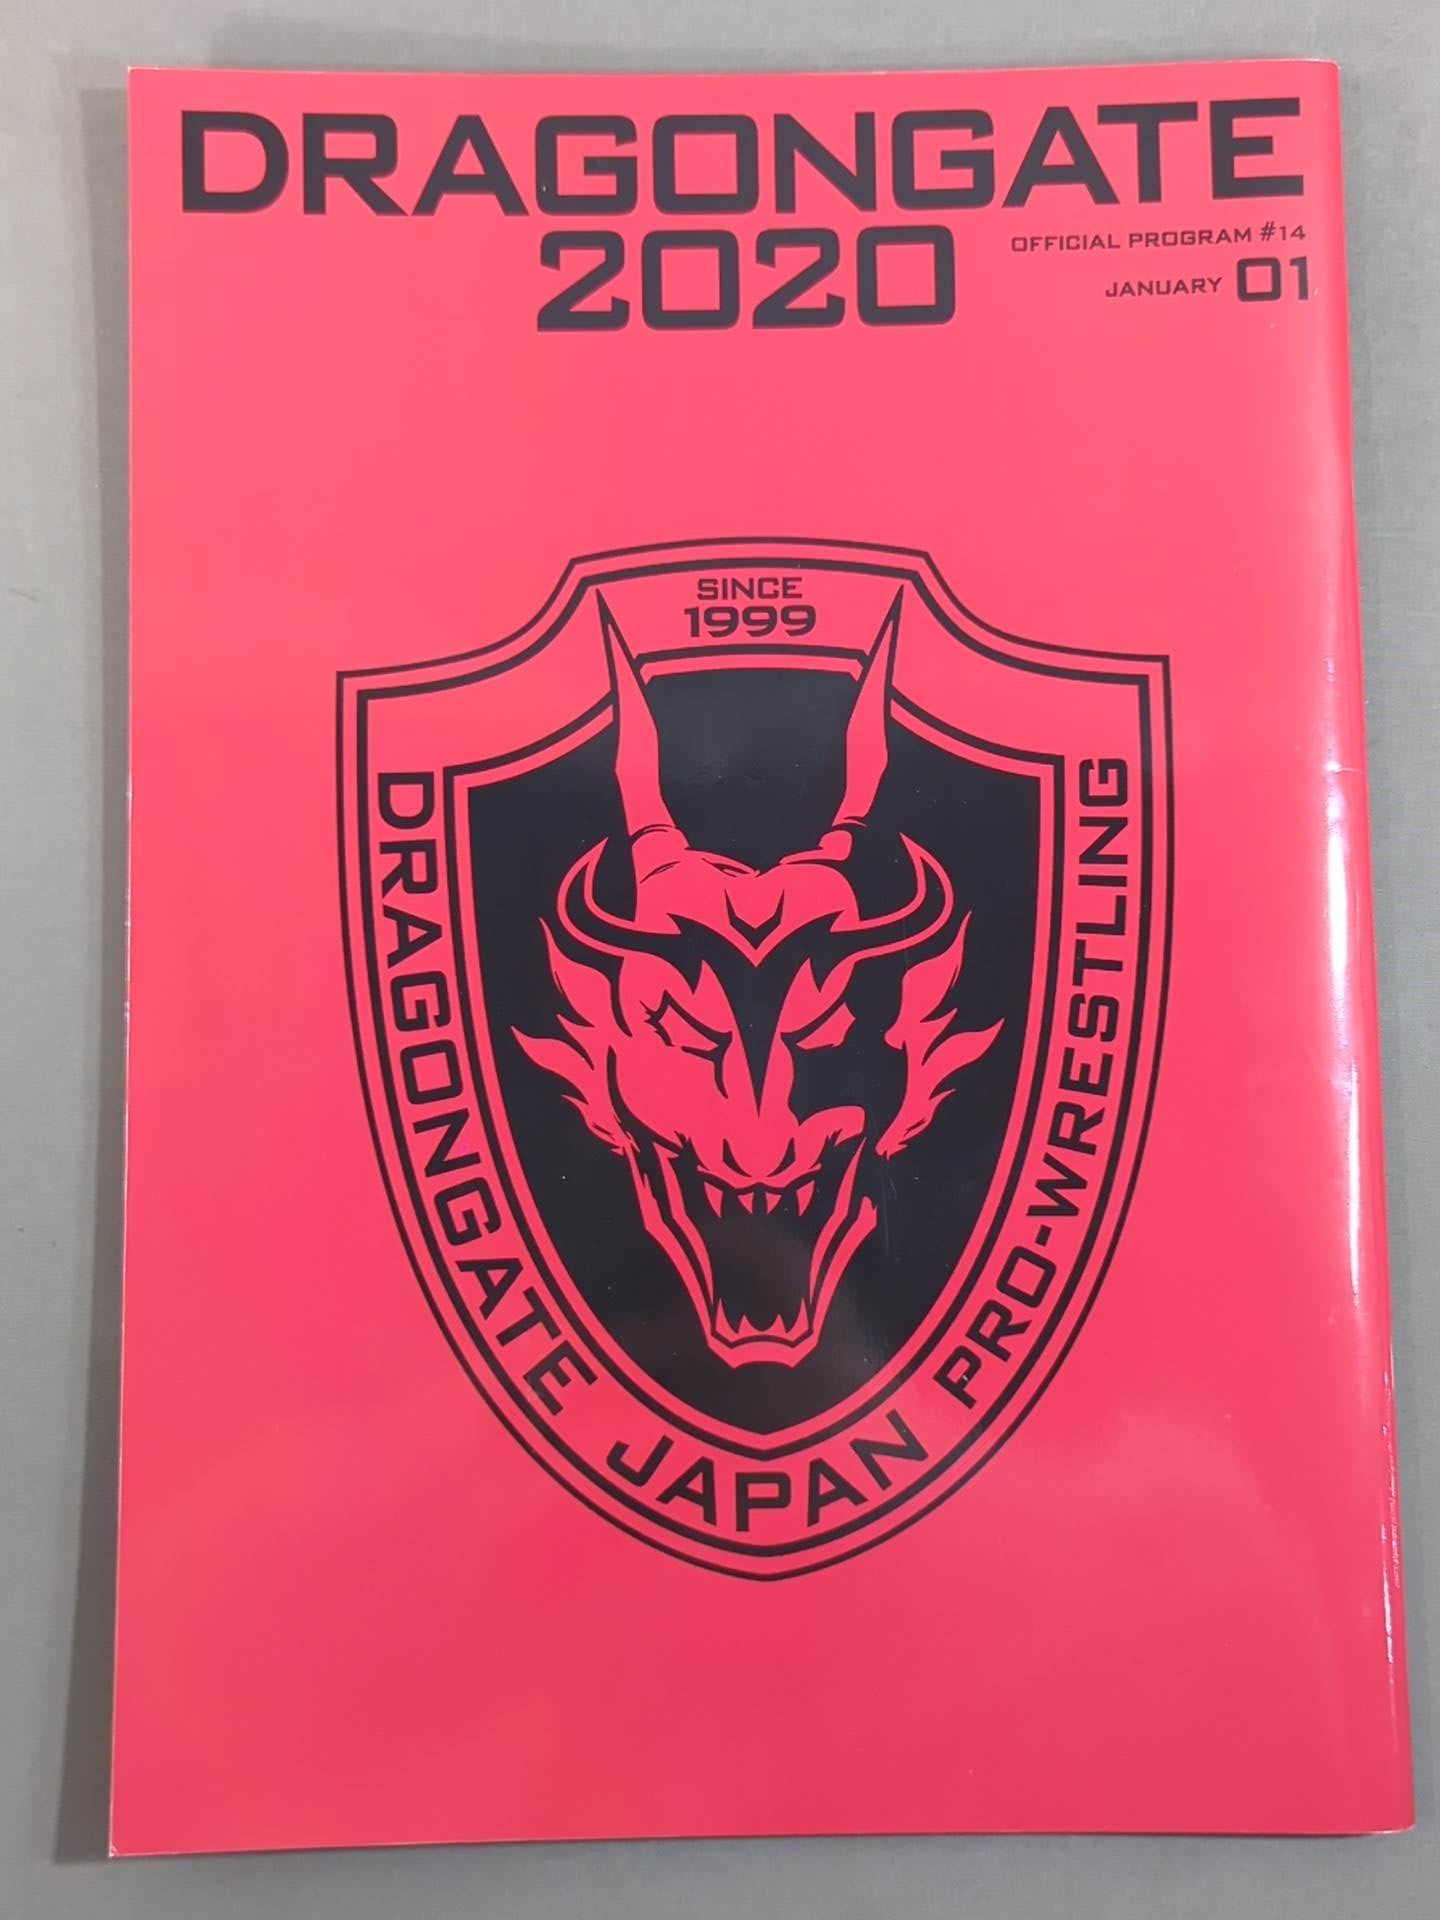 DRAGONGATE
2020
OFFICIAL PROGRAM #14
JANUARY 01
SINCE
1999
DRAGONGATE JAPAN PRO-WRESTLING